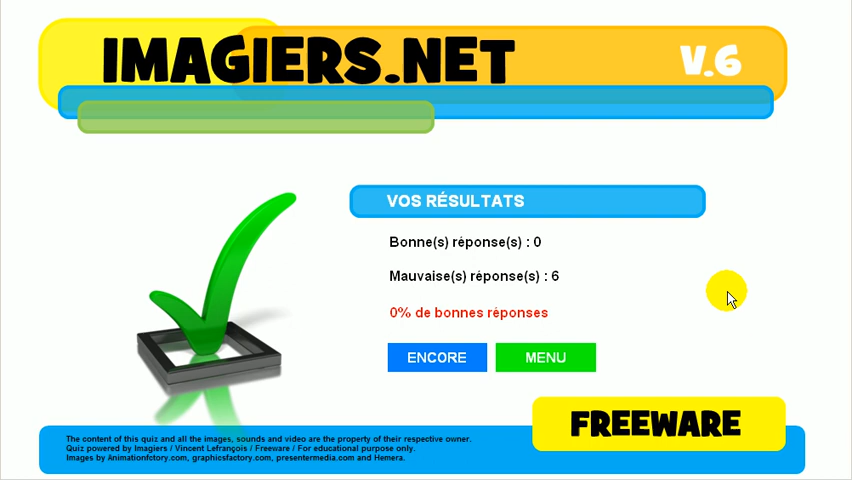 IMAGIERS.NET
V.6
VOS RÉSULTATS
Bonne(s) réponse(s) : 0
Mauvaise(s) réponse(s) : 6
0% de bonnes réponses
ENCORE
MENU
FREEWARE
The content of this quiz and all the images, sounds and video are the property of their respective owner.
Quiz powered by Imagiers / Vincent Lefrançois / Freeware / For educational purpose only.
Images by Animationfctory.com, graphicsfactory.com, presentermedia.com and Hemera.